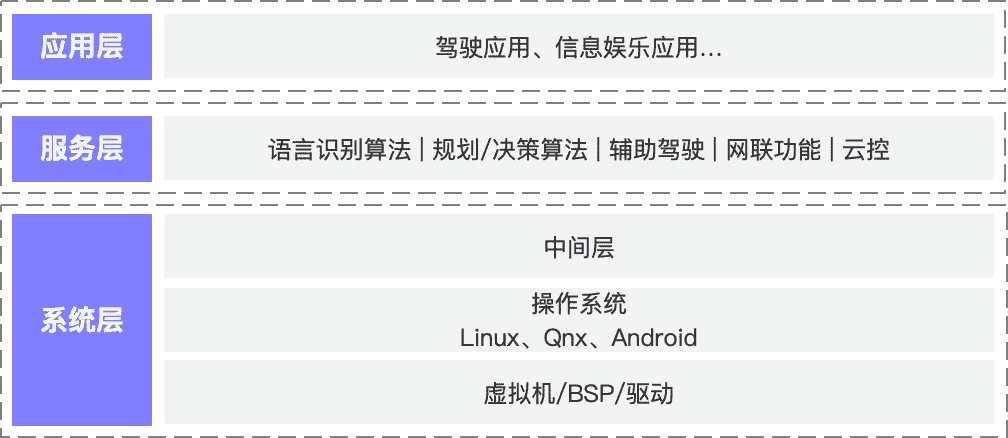 应用层
驾驶应用、信息娱乐应用...
服务层
语言识别算法 | 规划/决策算法 | 辅助驾驶 | 网联功能 | 云控
系统层
中间层
操作系统
Linux、Qnx、Android
虚拟机/BSP/驱动